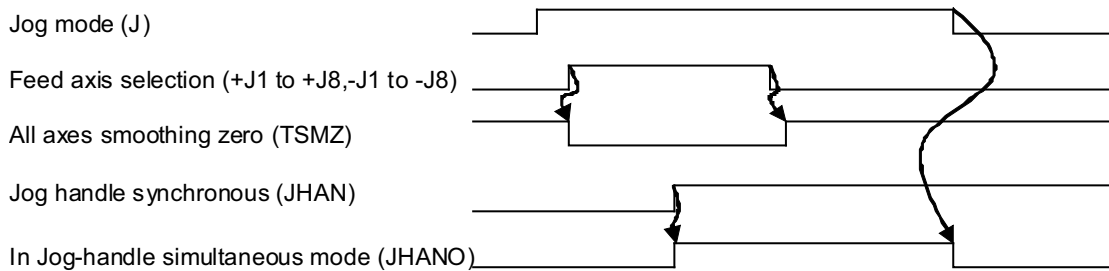 Jog mode (J)
Feed axis selection (+J1 to +J8,-J1 to -J8)
All axes smoothing zero (TSMZ)
Jog handle synchronous (JHAN)
In Jog-handle simultaneous mode (JHANO)